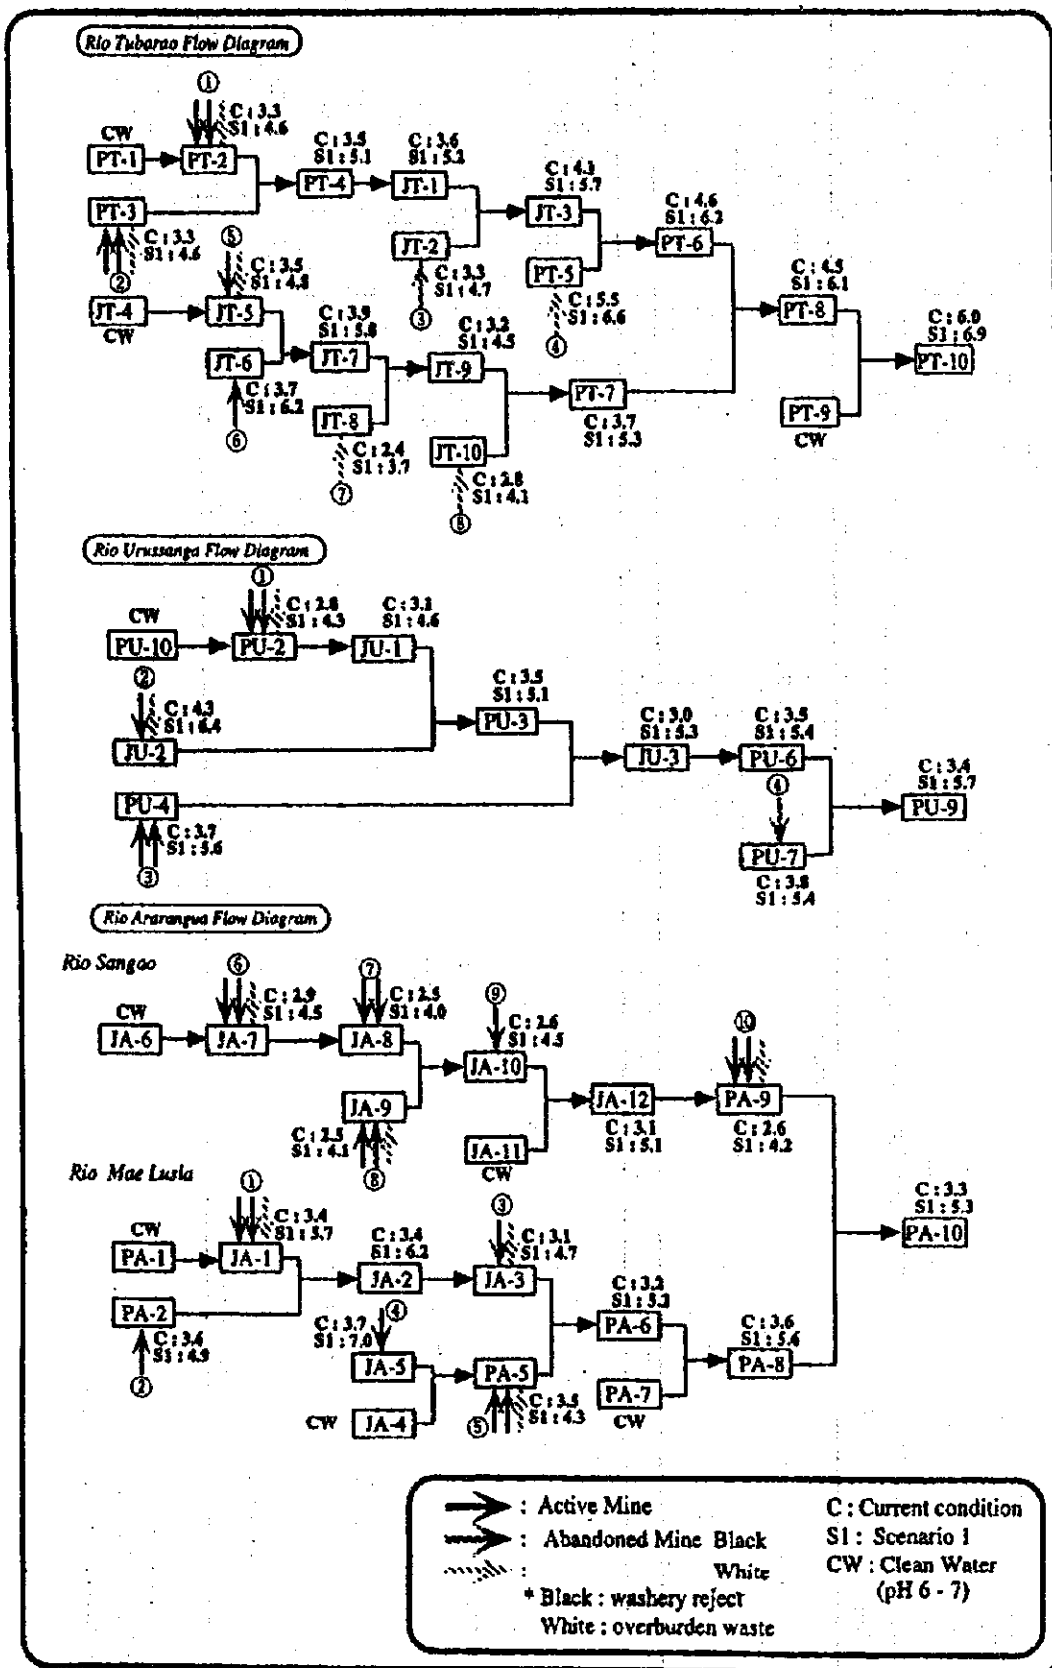 Rio Tubarao Flow Diagram
①
C : 3.3
S1 : 4.6
CW
PT-1
PT-2
C : 3.5
S1 : 5.1
PT-4
C : 3.6
S1 : 5.2
JT-1
PT-3
C : 3.3
S1 : 4.6
②
JT-2
C : 3.3
S1 : 4.7
③
C : 4.3
S1 : 5.7
JT-3
PT-5
C : 5.5
S1 : 6.6
④
C : 4.6
S1 : 6.2
PT-6
⑤
C : 3.5
S1 : 4.8
JT-4
CW
JT-5
JT-6
C : 3.7
S1 : 6.2
⑥
C : 3.9
S1 : 5.8
JT-7
JT-8
C : 2.4
S1 : 3.7
⑦
C : 3.2
S1 : 4.5
JT-9
JT-10
C : 2.8
S1 : 4.1
⑧
PT-7
C : 3.7
S1 : 5.3
C : 4.5
S1 : 6.1
PT-8
PT-9
CW
C : 6.0
S1 : 6.9
PT-10
Rio Urussanga Flow Diagram
①
C : 2.8
S1 : 4.3
CW
PU-10
PU-2
C : 3.1
S1 : 4.6
JU-1
②
C : 4.3
S1 : 6.4
JU-2
C : 3.5
S1 : 5.1
PU-3
PU-4
C : 3.7
S1 : 5.6
③
C : 3.0
S1 : 5.3
JU-3
C : 3.5
S1 : 5.4
PU-6
④
PU-7
C : 3.8
S1 : 5.4
C : 3.4
S1 : 5.7
PU-9
Rio Ararangua Flow Diagram
Rio Sangao
⑥
C : 2.9
S1 : 4.5
CW
JA-6
JA-7
⑦
C : 2.5
S1 : 4.0
JA-8
JA-9
C : 2.5
S1 : 4.1
⑧
⑨
C : 2.6
S1 : 4.5
JA-10
JA-11
CW
JA-12
C : 3.1
S1 : 5.1
⑩
PA-9
C : 2.6
S1 : 4.2
Rio Mae Lusia
①
C : 3.4
S1 : 5.7
CW
PA-1
JA-1
PA-2
C : 3.4
S1 : 4.9
②
C : 3.4
S1 : 6.2
JA-2
③
C : 3.1
S1 : 4.7
JA-3
C : 3.7
S1 : 7.0
④
JA-5
CW
JA-4
PA-5
C : 3.5
S1 : 4.3
⑤
C : 3.2
PA-6
PA-7
CW
C : 3.6
S1 : 5.6
PA-8
C : 3.3
S1 : 5.3
PA-10
: Active Mine
: Abandoned Mine Black
: White
* Black : washery reject
White : overburden waste
C : Current condition
S1 : Scenario 1
CW : Clean Water
(pH 6 - 7)